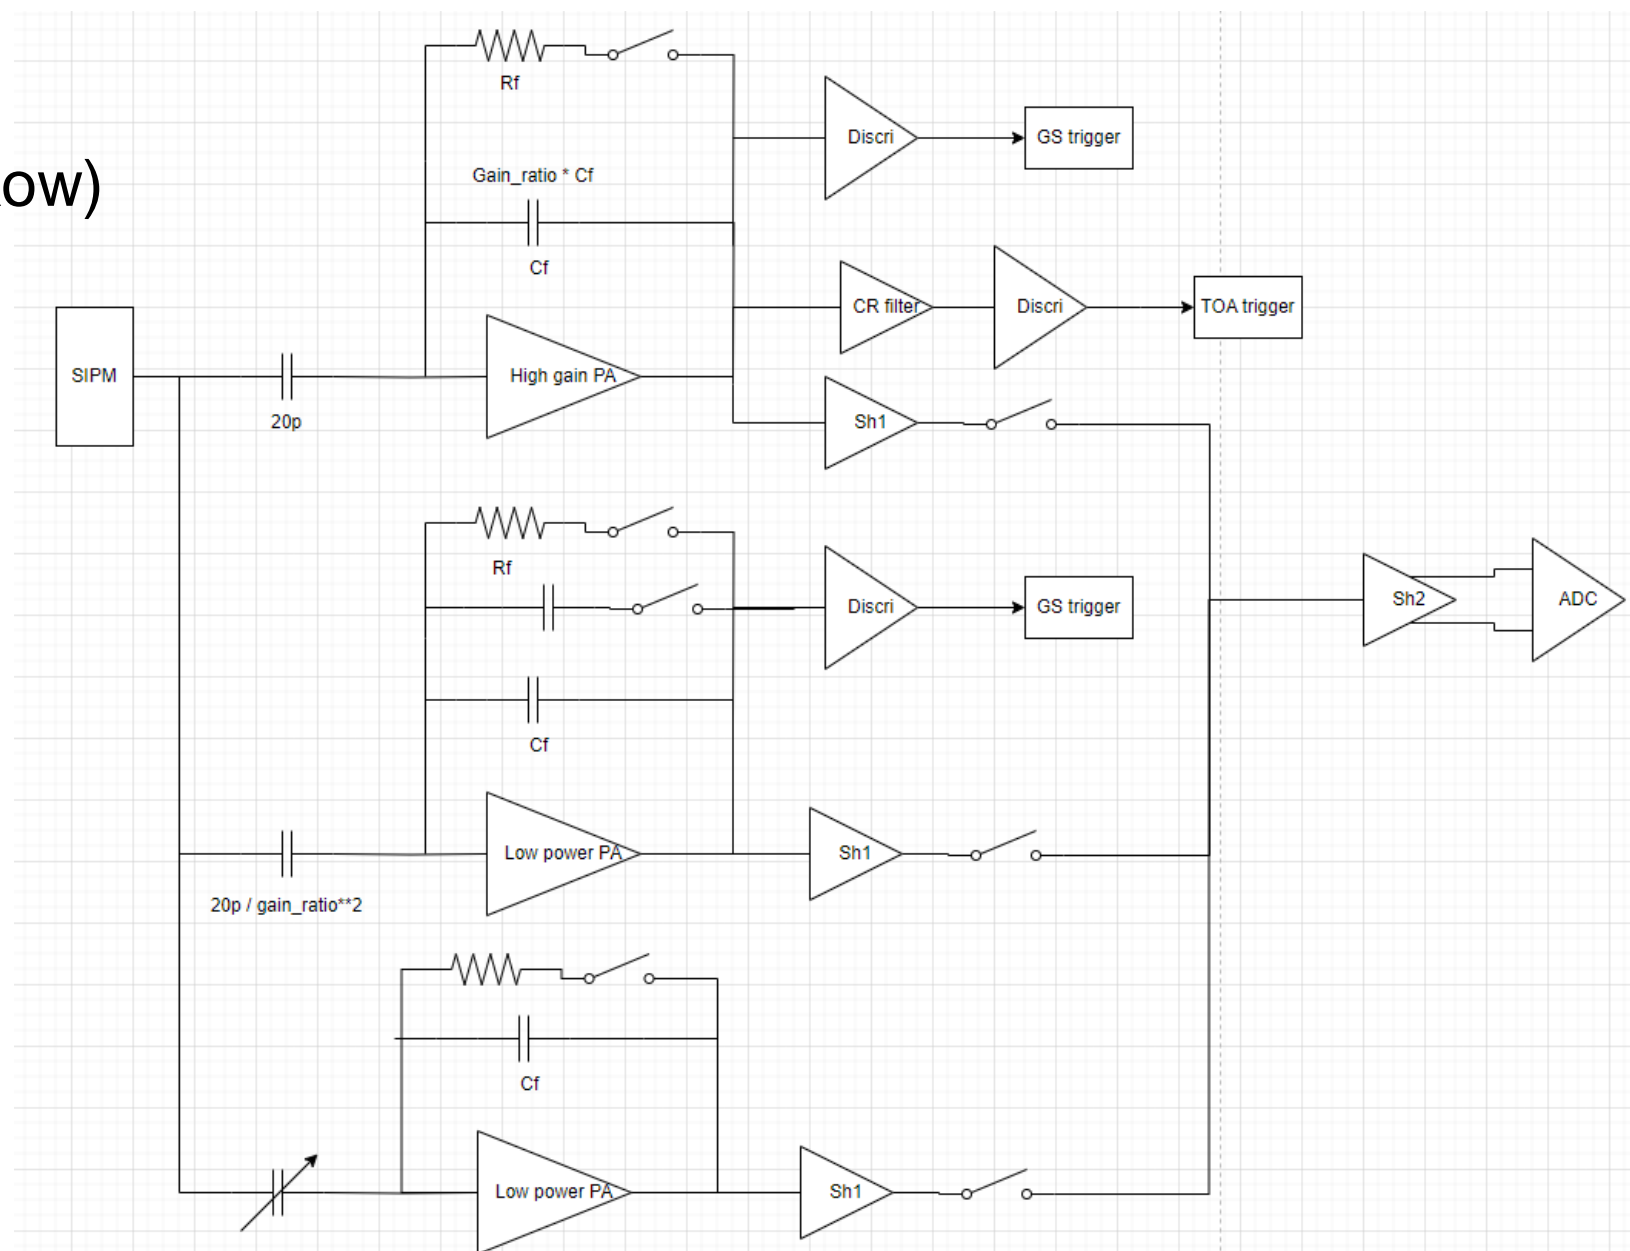 ow)
Rf
Discri
GS trigger
Gain_ratio * Cf
Cf
CR filter
Discri
TOA trigger
SIPM
High gain PA
20p
Sh1
Rf
Discri
GS trigger
Sh2
ADC
Cf
Low power PA
Sh1
20p / gain_ratio**2
Cf
Low power PA
Sh1